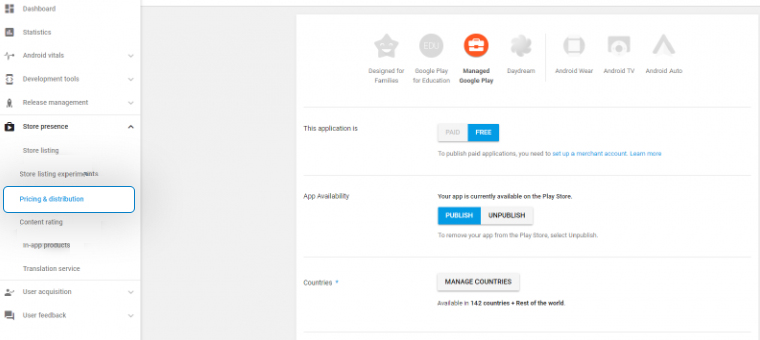 Dashboard
Statistics
Android vitals
Development tools
Release management
Store presence
Store listing
Store listing experiments
Pricing & distribution
Content rating
In-app products
Translation service
User acquisition
User feedback
EDU
Designed for
Families
Google Play
for Education
Managed
Google Play
Daydream
Android Wear
Android TV
Android Auto
This application is
PAID FREE
To publish paid applications, you need to set up a merchant account. Learn more
App Availability
Your app is currently available on the Play Store.
PUBLISH UNPUBLISH
To remove your app from the Play Store, select Unpublish.
Countries *
MANAGE COUNTRIES
Available in 142 countries + Rest of the world.